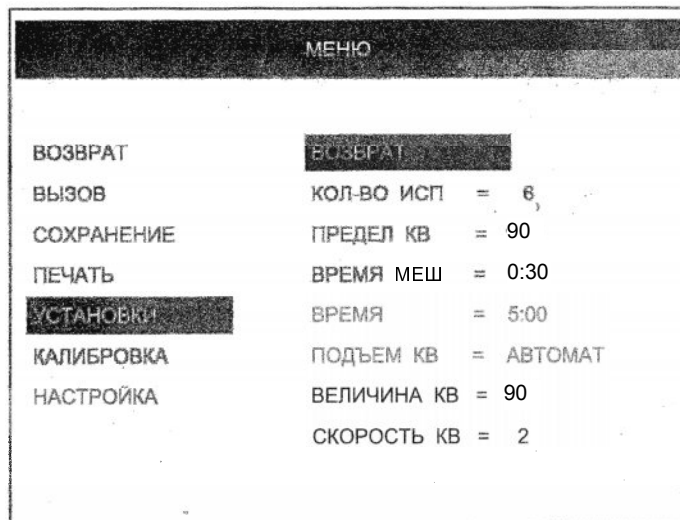 МЕНЮ
ВОЗВРАТ
ВЫЗОВ
СОХРАНЕНИЕ
ПЕЧАТЬ
УСТАНОВКИ
КАЛИБРОВКА
НАСТРОЙКА
ВОЗВРАТ
КОЛ-ВО ИСП = 6
ПРЕДЕЛ КВ = 90
ВРЕМЯ МЕШ = 0:30
ВРЕМЯ = 5:00
ПОДЪЕМ КВ = АВТОМАТ
ВЕЛИЧИНА КВ = 90
СКОРОСТЬ КВ = 2